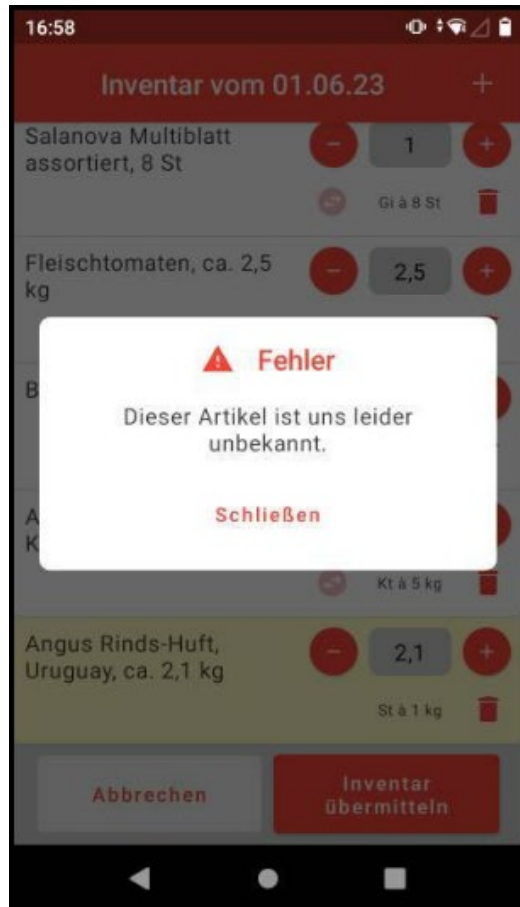 16:58
Inventar vom 01.06.23
Salanova Multiblatt
assortiert, 8 St
1
Gi à 8 St
Fleischtomaten, ca. 2,5
kg
2,5
B
Fehler
Dieser Artikel ist uns leider
unbekannt.
Schließen
A
K
Kt à 5 kg
Angus Rinds-Huft,
Uruguay, ca. 2,1 kg
2,1
St à 1 kg
Abbrechen
Inventar
übermitteln